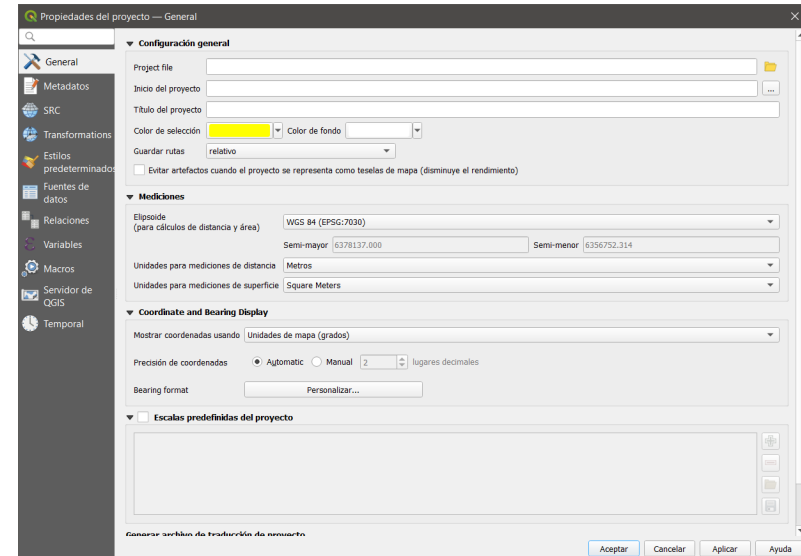 Propiedades del proyecto — General
General
Metadatos
SRC
Transformations
Estilos
predeterminados
Fuentes de
datos
Relaciones
Variables
Macros
Servidor de
QGIS
Temporal
Configuración general
Project file
Inicio del proyecto
...
Título del proyecto
Color de selección Color de fondo
Guardar rutas relativo
Evitar artefactos cuando el proyecto se representa como teselas de mapa (disminuye el rendimiento)
Mediciones
Elipsoide
(para cálculos de distancia y área) WGS 84 (EPSG:7030)
Semi-mayor 6378137.000 Semi-menor 6356752.314
Unidades para mediciones de distancia Metros
Unidades para mediciones de superficie Square Meters
Coordinate and Bearing Display
Mostrar coordenadas usando Unidades de mapa (grados)
Precisión de coordenadas Automatic Manual 2 lugares decimales
Bearing format Personalizar...
Escalas predefinidas del proyecto
Generar archivo de traducción de proyecto
Aceptar Cancelar Aplicar Ayuda